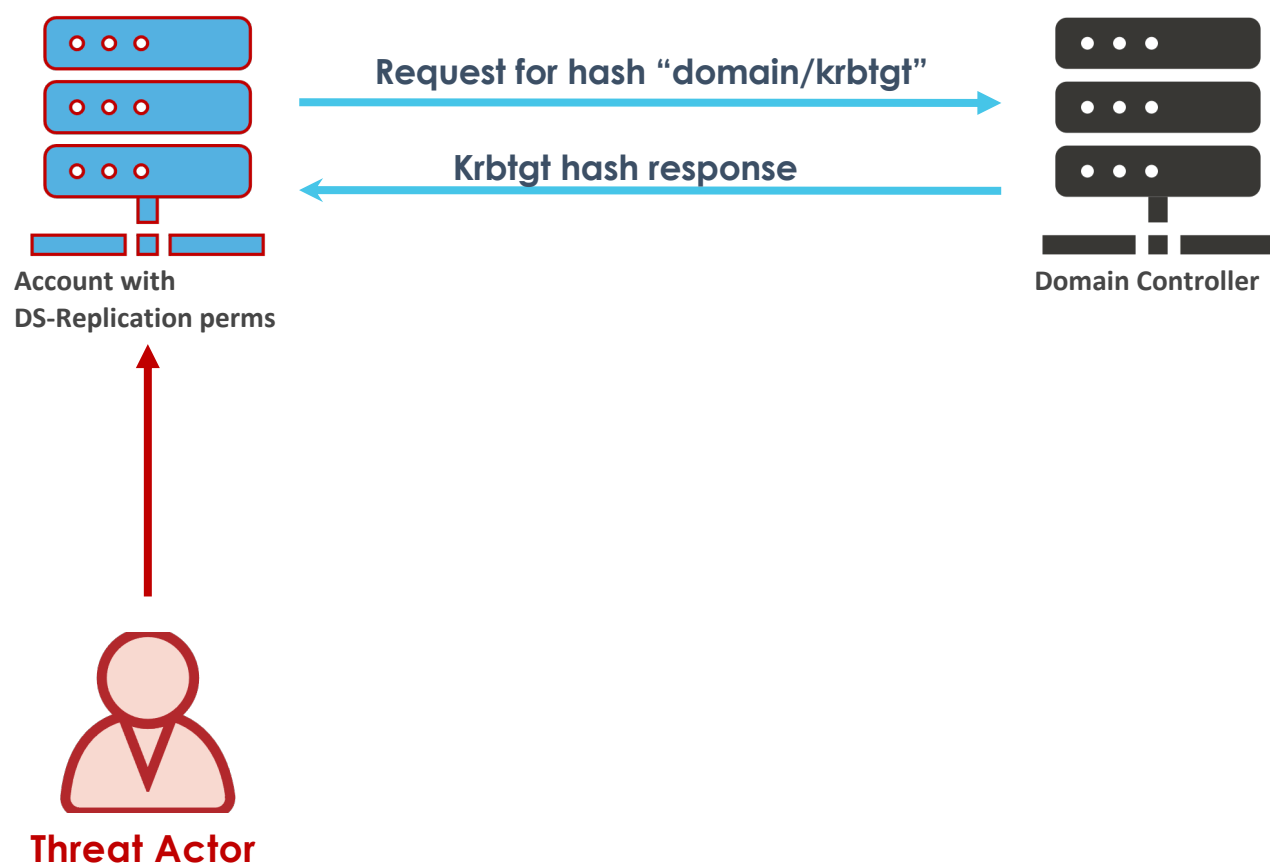 Request for hash “domain/krbtgt”
Krbtgt hash response
Account with
DS-Replication perms
Domain Controller
Threat Actor